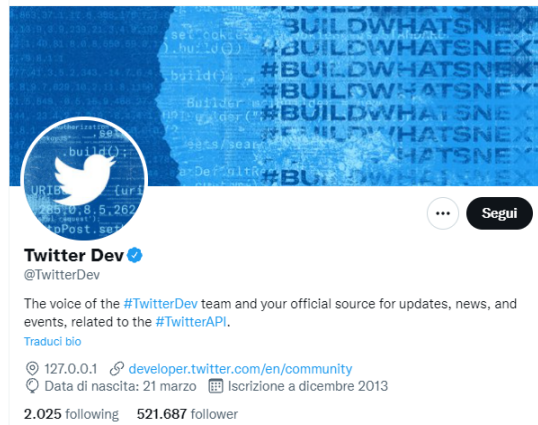 #BUILDWHATSNEXT
#BUILDWHATSNEXT
#BUILDWHATSNEXT
#BUILDWHATSNEXT
#BUILDWHATSNEXT
.build();
Segui
Twitter Dev
@TwitterDev
The voice of the #TwitterDev team and your official source for updates, news, and
events, related to the #TwitterAPI.
Traduci bio
127.0.0.1 developer.twitter.com/en/community
Data di nascita: 21 marzo Iscrizione a dicembre 2013
2.025 following 521.687 follower